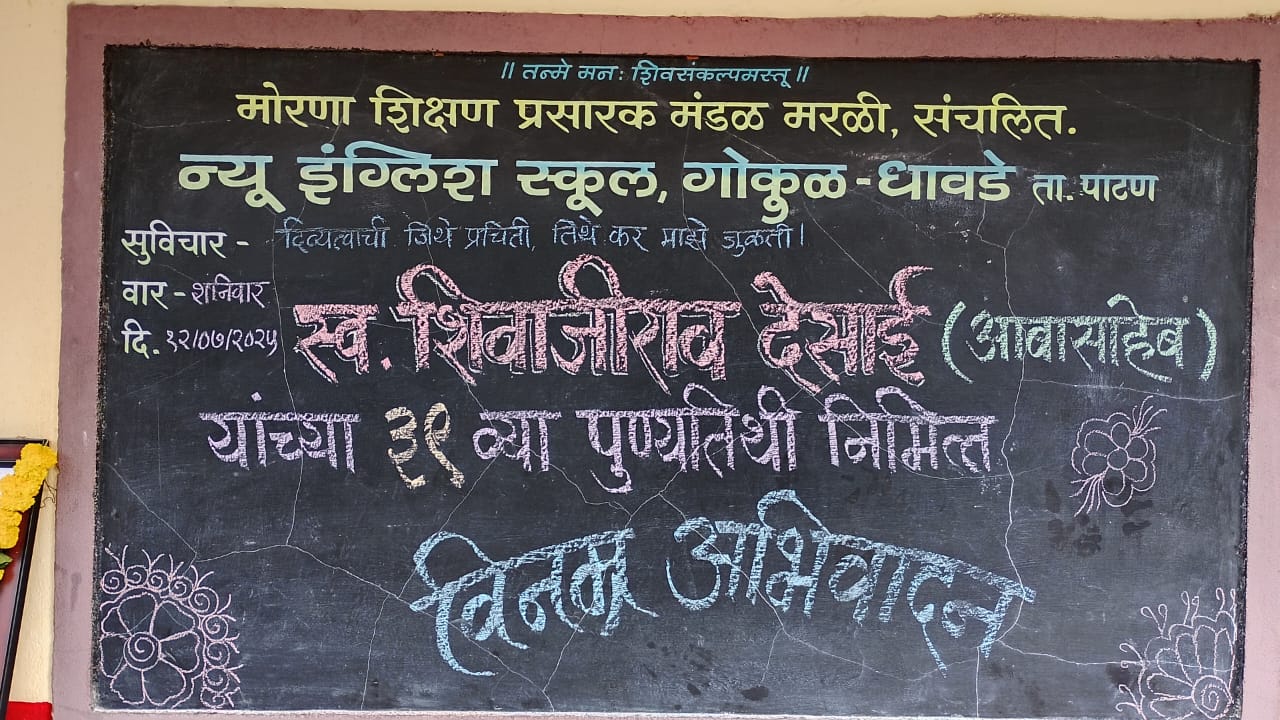 ॥ तन्मे मन: शिवसंकल्पमस्तू ॥
मोरणा शिक्षण प्रसारक मंडळ मरळी, संचलित.
न्यू इंग्लिश स्कूल, गोकुळ-धावडे ता. पाटण
सुविचार - दिव्यत्वाची जिथे प्रचिती, तिथे कर माझे जुळती।
वार - शनिवार
दि. १२/०७/२०२५
स्व. शिवाजीराव देसाई (आबासाहेब)
यांच्या ३९ व्या पुण्यतिथी निमित्त
विनम्र अभिवादन